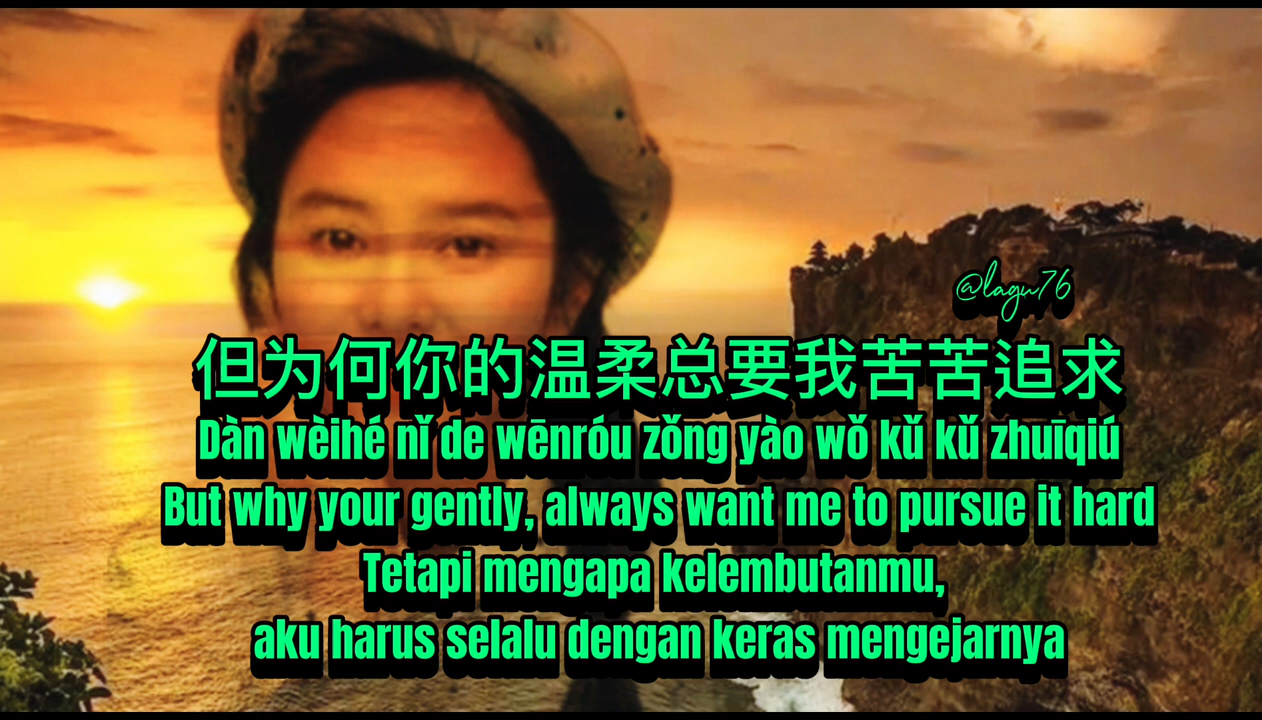 @lagu76
但为何你的温柔总要我苦苦追求
Dàn wèihé nǐ de wēnróu zǒng yào wǒ kǔ kǔ zhuīqiú
But why your gently, always want me to pursue it hard
Tetapi mengapa kelembutanmu,
aku harus selalu dengan keras mengejarnya